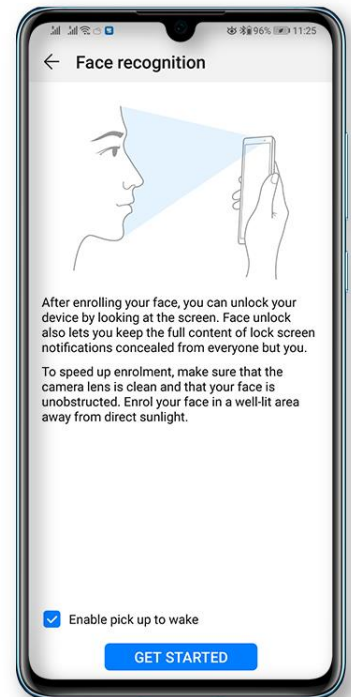 96% 11:25
Face recognition
After enrolling your face, you can unlock your
device by looking at the screen. Face unlock
also lets you keep the full content of lock screen
notifications concealed from everyone but you.
To speed up enrolment, make sure that the
camera lens is clean and that your face is
unobstructed. Enrol your face in a well-lit area
away from direct sunlight.
Enable pick up to wake
GET STARTED